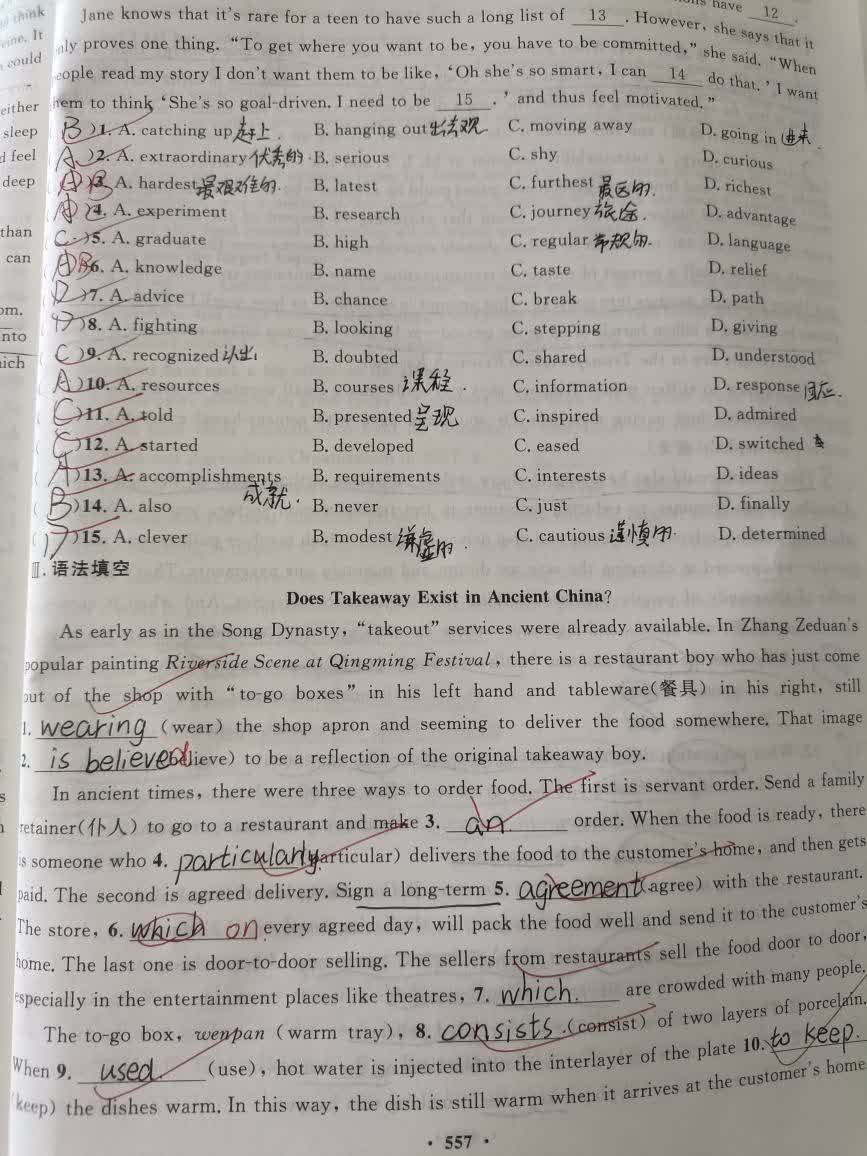 think
. It
could
either
sleep
feel
deep
than
can
om.
nto
ich
have 12 .
Jane knows that it's rare for a teen to have such a long list of 13 . However, she says that it
only proves one thing. “To get where you want to be, you have to be committed,” she said. “When
people read my story I don't want them to be like, ‘Oh she's so smart, I can 14 do that.’ I want
them to think ‘She's so goal-driven. I need to be 15 .’ and thus feel motivated.”
(B)1. A. catching up 赶上. B. hanging out 出去观 C. moving away D. going in 进来
(A)2. A. extraordinary 优秀的 B. serious C. shy D. curious
( B)3. A. hardest 最艰难的. B. latest C. furthest 最远的. D. richest
( )4. A. experiment B. research C. journey 旅途. D. advantage
(C)5. A. graduate B. high C. regular 常规的. D. language
( B)6. A. knowledge B. name C. taste D. relief
( )7. A. advice B. chance C. break D. path
(D)8. A. fighting B. looking C. stepping D. giving
(C)9. A. recognized 认出 B. doubted C. shared D. understood
(A)10. A. resources B. courses 课程. C. information D. response 回应.
(C)11. A. told B. presented 呈现 C. inspired D. admired
(C)12. A. started B. developed C. eased D. switched
(A)13. A. accomplishments 成就. B. requirements C. interests D. ideas
(B)14. A. also B. never C. just D. finally
(D)15. A. clever B. modest 谦虚的. C. cautious 谨慎的. D. determined
Ⅲ. 语法填空
Does Takeaway Exist in Ancient China?
As early as in the Song Dynasty, “takeout” services were already available. In Zhang Zeduan's
popular painting Riverside Scene at Qingming Festival, there is a restaurant boy who has just come
out of the shop with “to-go boxes” in his left hand and tableware(餐具) in his right, still
1. wearing (wear) the shop apron and seeming to deliver the food somewhere. That image
2. is believed (believe) to be a reflection of the original takeaway boy.
In ancient times, there were three ways to order food. The first is servant order. Send a family
retainer(仆人) to go to a restaurant and make 3. an order. When the food is ready, there
is someone who 4. particularly (particular) delivers the food to the customer's home, and then gets
paid. The second is agreed delivery. Sign a long-term 5. agreement (agree) with the restaurant.
The store, 6. which on every agreed day, will pack the food well and send it to the customer's
home. The last one is door-to-door selling. The sellers from restaurants sell the food door to door,
especially in the entertainment places like theatres, 7. which. are crowded with many people.
The to-go box, wenpan (warm tray), 8. consists. (consist) of two layers of porcelain.
When 9. used. (use), hot water is injected into the interlayer of the plate 10. to keep.
(keep) the dishes warm. In this way, the dish is still warm when it arrives at the customer's home
· 557 ·